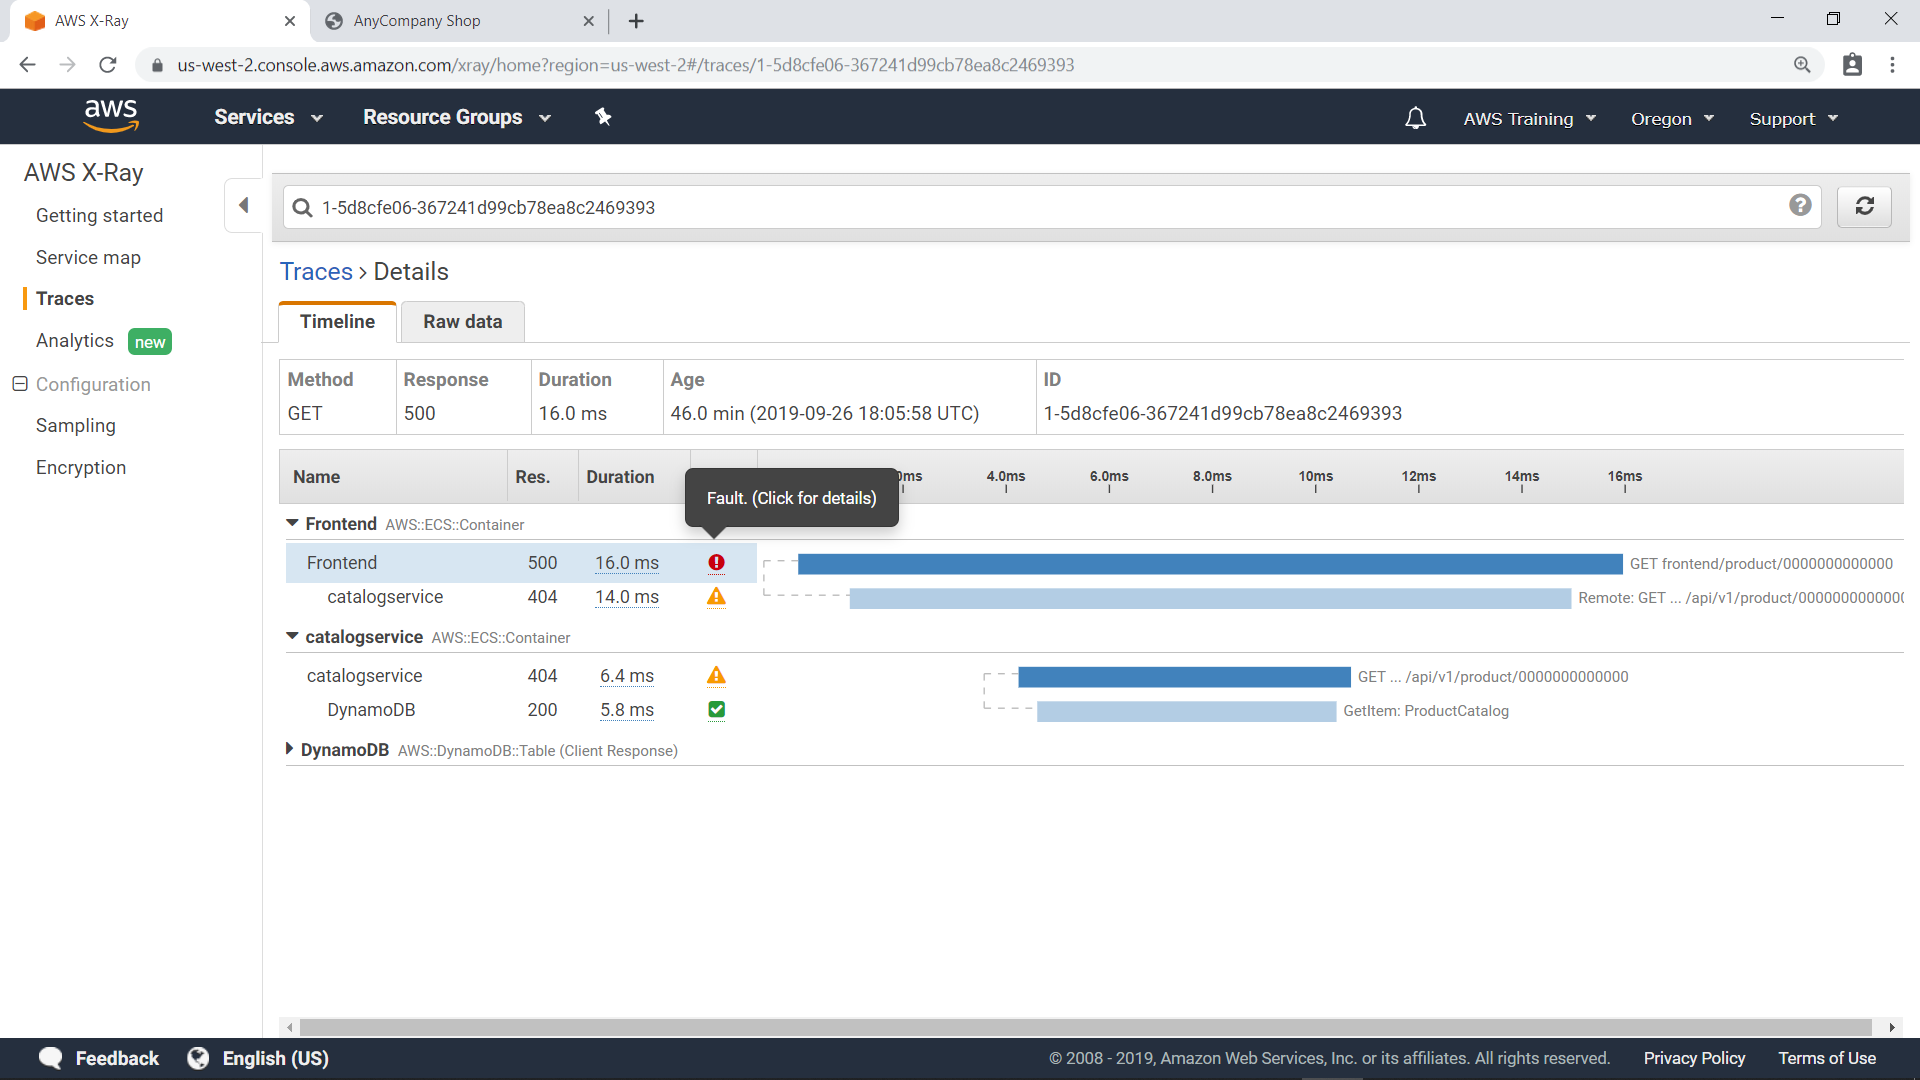 AWS X-Ray
AnyCompany Shop
us-west-2.console.aws.amazon.com/xray/home?region=us-west-2#/traces/1-5d8cfe06-367241d99cb78ea8c2469393
aws
Services
Resource Groups
AWS Training
Oregon
Support
AWS X-Ray
Getting started
Service map
Traces
Analytics new
Configuration
Sampling
Encryption
1-5d8cfe06-367241d99cb78ea8c2469393
Traces > Details
Timeline
Raw data
Method Response Duration Age ID
GET 500 16.0 ms 46.0 min (2019-09-26 18:05:58 UTC) 1-5d8cfe06-367241d99cb78ea8c2469393
Name Res. Duration 0ms 4.0ms 6.0ms 8.0ms 10ms 12ms 14ms 16ms
Fault. (Click for details)
Frontend AWS::ECS::Container
Frontend 500 16.0 ms GET frontend/product/0000000000000
catalogservice 404 14.0 ms Remote: GET ... /api/v1/product/000000000000
catalogservice AWS::ECS::Container
catalogservice 404 6.4 ms GET ... /api/v1/product/0000000000000
DynamoDB 200 5.8 ms GetItem: ProductCatalog
DynamoDB AWS::DynamoDB::Table (Client Response)
Feedback
English (US)
© 2008 - 2019, Amazon Web Services, Inc. or its affiliates. All rights reserved.
Privacy Policy
Terms of Use